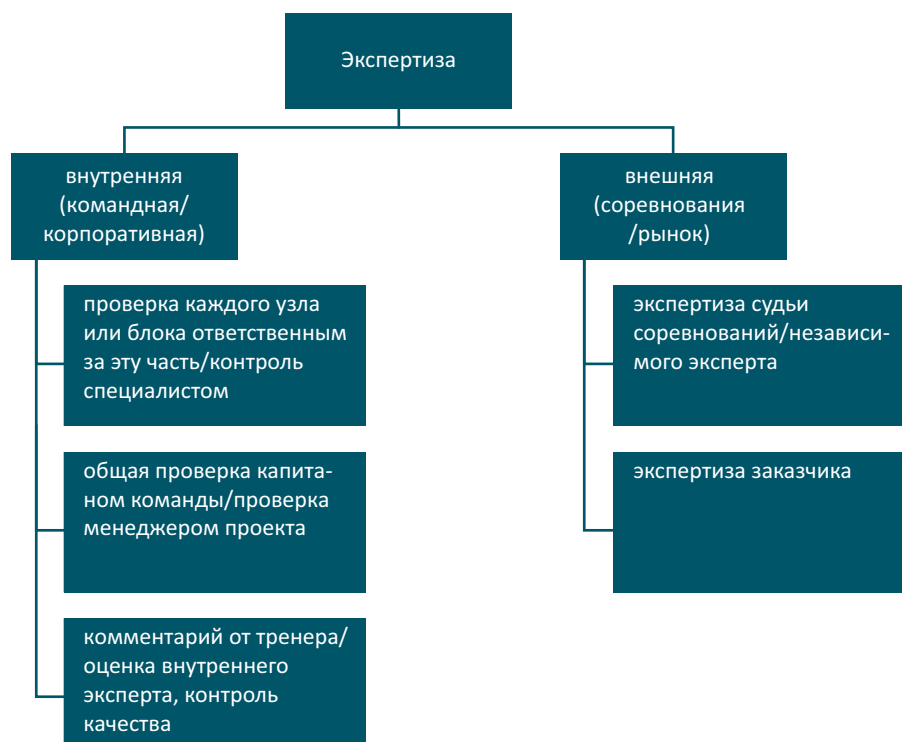 Экспертиза
внутренняя
(командная/
корпоративная)
проверка каждого узла
или блока ответственным
за эту часть/контроль
специалистом
общая проверка капита-
ном команды/проверка
менеджером проекта
комментарий от тренера/
оценка внутреннего
эксперта, контроль
качества
внешняя
(соревнования
/рынок)
экспертиза судьи
соревнований/независи-
мого эксперта
экспертиза заказчика